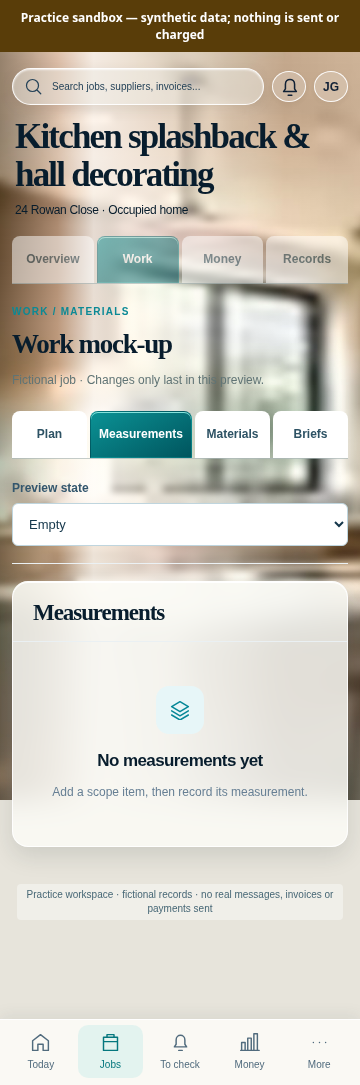 Practice sandbox — synthetic data; nothing is sent or
charged
Search jobs, suppliers, invoices...
JG
Kitchen splashback &
hall decorating
24 Rowan Close · Occupied home
Overview
Work
Money
Records
WORK / MATERIALS
Work mock-up
Fictional job · Changes only last in this preview.
Plan
Measurements
Materials
Briefs
Preview state
Empty
Measurements
No measurements yet
Add a scope item, then record its measurement.
Practice workspace · fictional records · no real messages, invoices or
payments sent
Today
Jobs
To check
Money
More